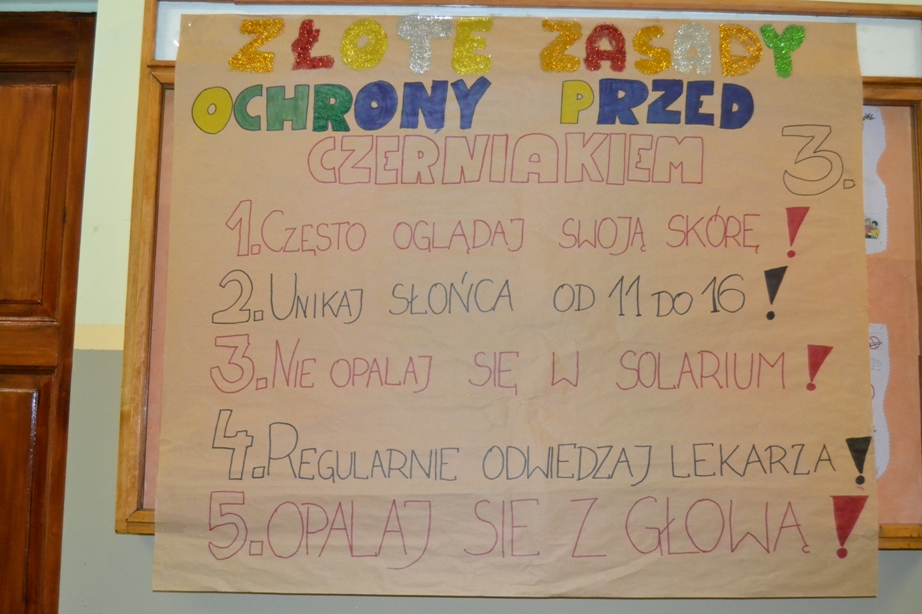 ZŁOTE ZASADY
OCHRONY PRZED
CZERNIAKIEM 3.
1. CZĘSTO OGLĄDAJ SWOJĄ SKÓRĘ!
2. UNIKAJ SŁOŃCA OD 11 DO 16!
3. NIE OPALAJ SIĘ W SOLARIUM!
4. REGULARNIE ODWIEDZAJ LEKARZA!
5. OPALAJ SIE Z GŁOWĄ!